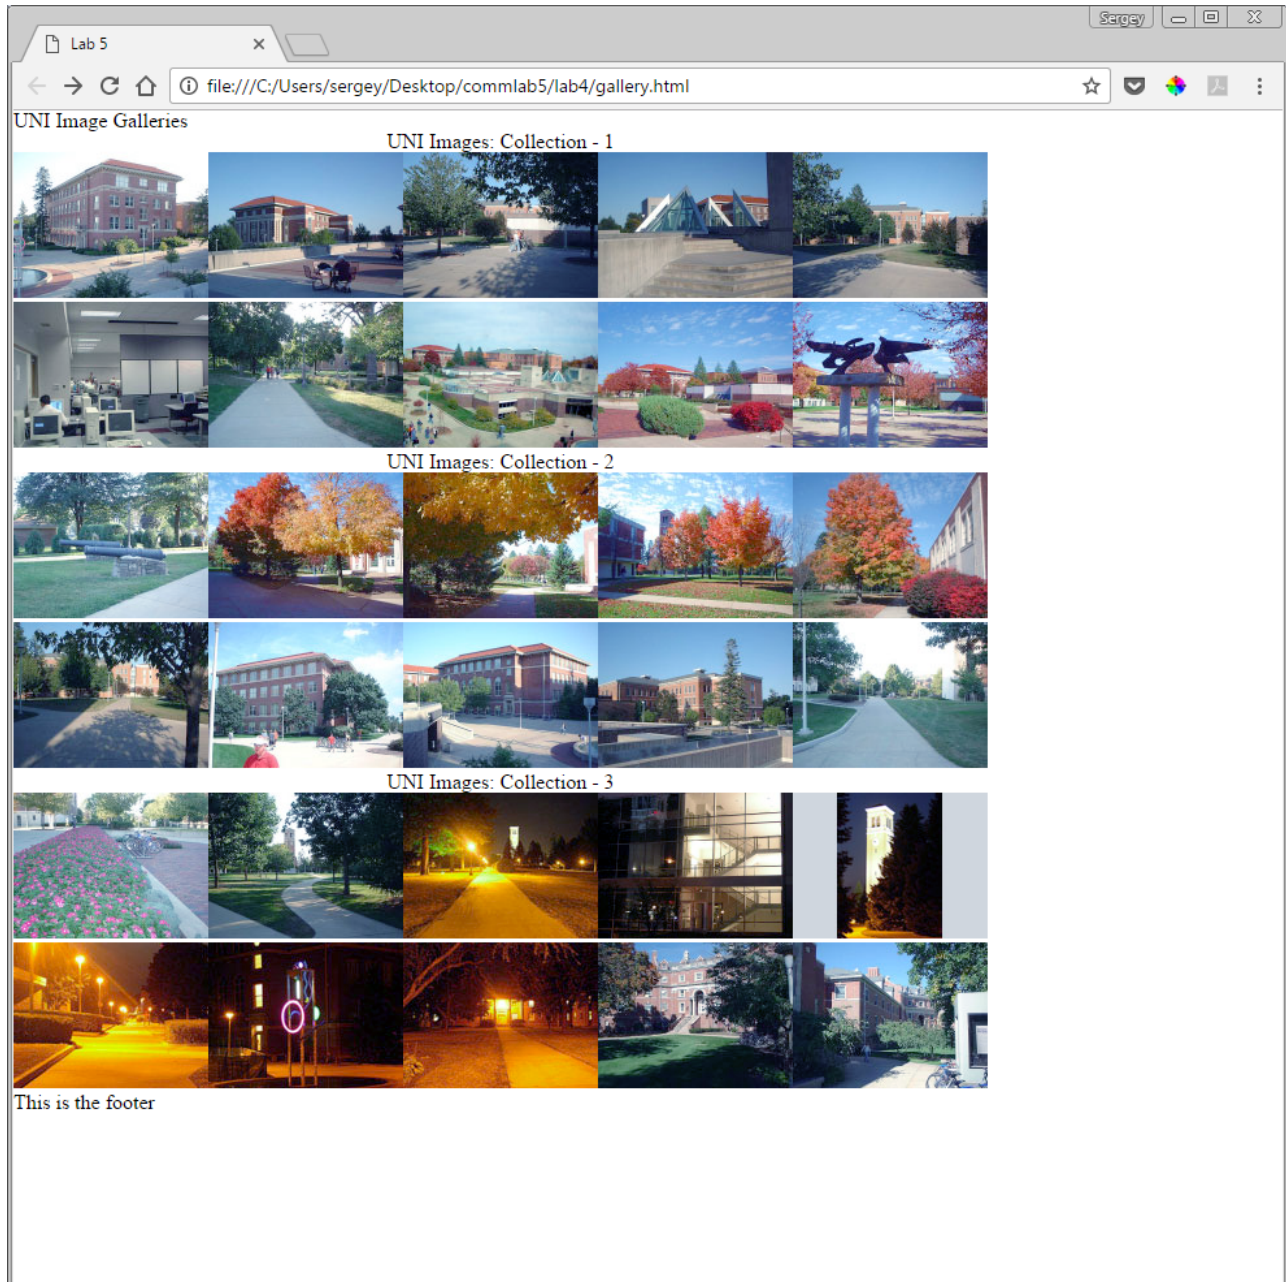 Sergey
Lab 5
file:///C:/Users/sergey/Desktop/commlab5/lab4/gallery.html
UNI Image Galleries
UNI Images: Collection - 1
UNI Images: Collection - 2
UNI Images: Collection - 3
This is the footer